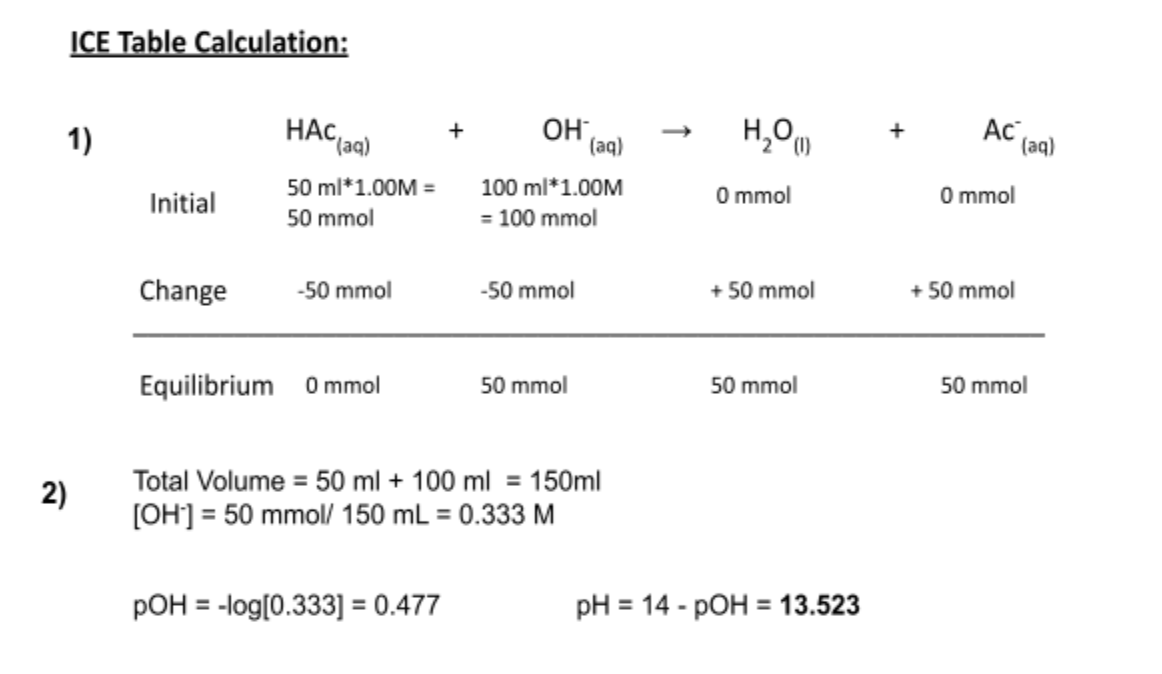 ICE Table Calculation:
1) HAc(aq) + OH⁻(aq) → H₂O(l) + Ac⁻(aq)
Initial 50 ml*1.00M = 50 mmol 100 ml*1.00M = 100 mmol 0 mmol 0 mmol
Change -50 mmol -50 mmol + 50 mmol + 50 mmol
Equilibrium 0 mmol 50 mmol 50 mmol 50 mmol
2) Total Volume = 50 ml + 100 ml = 150ml
[OH⁻] = 50 mmol/ 150 mL = 0.333 M
pOH = -log[0.333] = 0.477 pH = 14 - pOH = 13.523